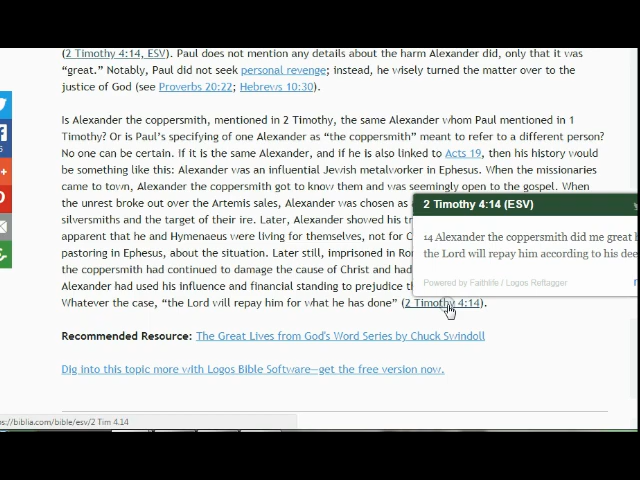 (2 Timothy 4:14, ESV). Paul does not mention any details about the harm Alexander did, only that it was
“great.” Notably, Paul did not seek personal revenge; instead, he wisely turned the matter over to the
justice of God (see Proverbs 20:22; Hebrews 10:30).
Is Alexander the coppersmith, mentioned in 2 Timothy, the same Alexander whom Paul mentioned in 1
Timothy? Or is Paul’s specifying of one Alexander as “the coppersmith” meant to refer to a different person?
No one can be certain. If it is the same Alexander, and if he is also linked to Acts 19, then his history would
be something like this: Alexander was an influential Jewish metalworker in Ephesus. When the missionaries
came to town, Alexander the coppersmith got to know them and was seemingly open to the gospel. When
the unrest broke out over the Artemis sales, Alexander was chosen as
silversmiths and the target of their ire. Later, Alexander showed his
apparent that he and Hymenaeus were living for themselves, not for
pastoring in Ephesus, about the situation. Later still, imprisoned in
the coppersmith had continued to damage the cause of Christ and had
Alexander had used his influence and financial standing to prejudice
Whatever the case, “the Lord will repay him for what he has done” (2 Timothy 4:14).
2 Timothy 4:14 (ESV)
14 Alexander the coppersmith did me great
the Lord will repay him according to his
Powered by Faithlife / Logos Reftagger
Recommended Resource: The Great Lives from God's Word Series by Chuck Swindoll
Dig into this topic more with Logos Bible Software—get the free version now.
s://biblia.com/bible/esv/2 Tim 4.14